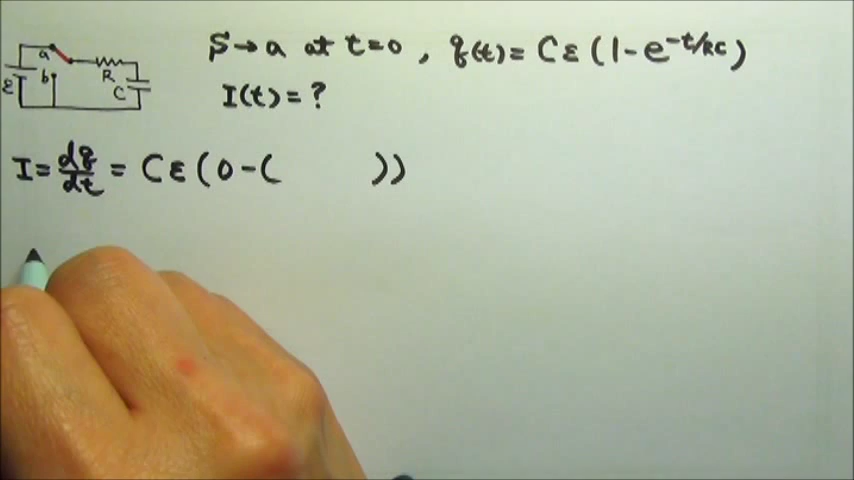 S→a at t=0, q(t)= Cε(1-e^-t/RC)
a
b
R
C
ε
I(t)=?
I=dq/dt=Cε(0-( ))